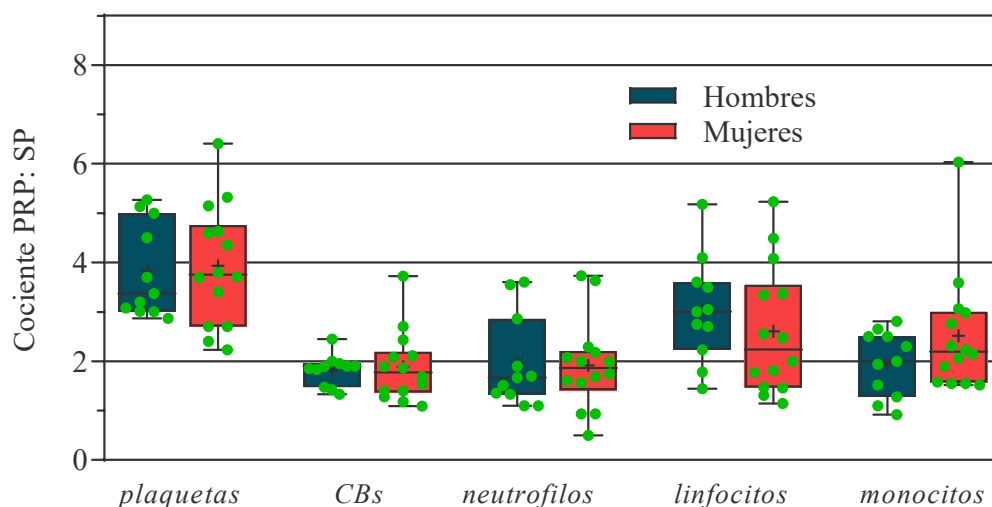 Cociente PRP: SP
8
6
4
2
0
Hombres
Mujeres
plaquetas CBs neutrofilos linfocitos monocitos